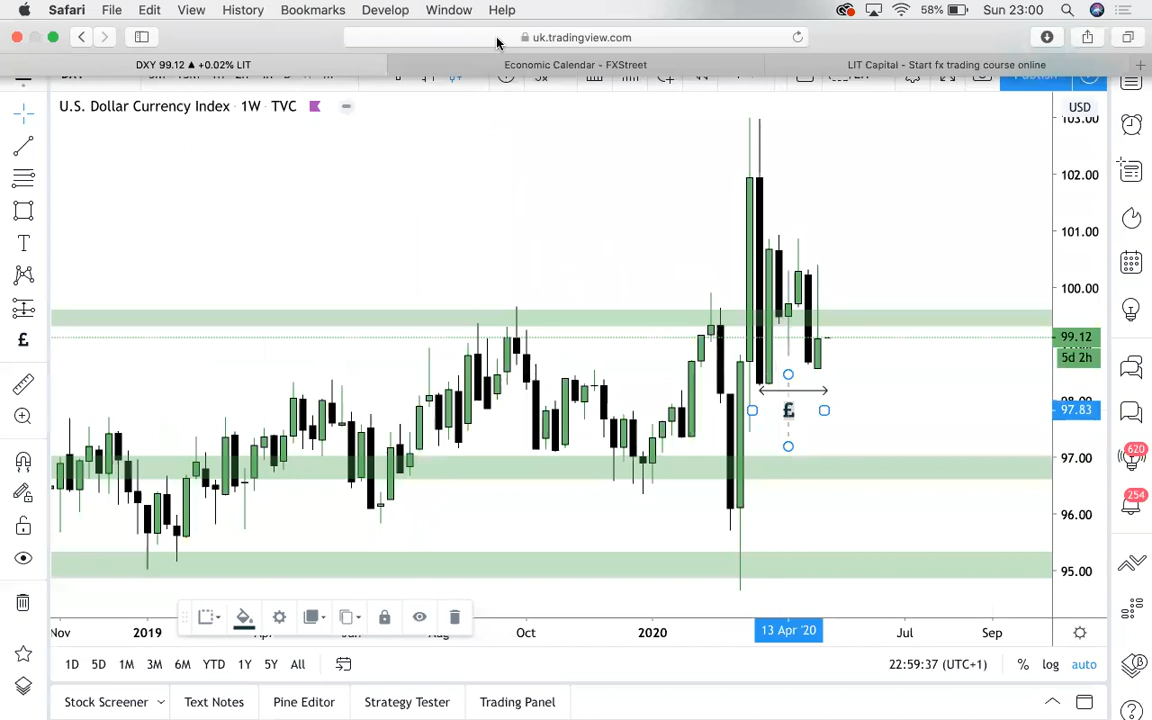 Safari File Edit View History Bookmarks Develop Window Help 58% Sun 23:00
uk.tradingview.com
DXY 99.12 ▲ +0.02% LIT
Economic Calendar - FXStreet
LIT Capital - Start fx trading course online
U.S. Dollar Currency Index 1W TVC
USD
103.00
102.00
101.00
100.00
99.12
5d 2h
98.00
97.83
97.00
96.00
95.00
T
£
£
620
254
Nov 2019 Apr Jun Aug Oct 2020 13 Apr '20 Jul Sep
1D 5D 1M 3M 6M YTD 1Y 5Y All 22:59:37 (UTC+1) % log auto
Stock Screener Text Notes Pine Editor Strategy Tester Trading Panel